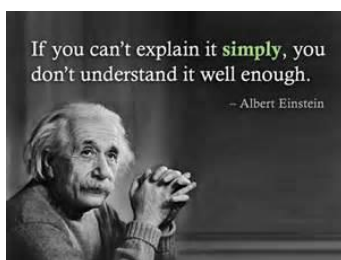 If you can't explain it simply, you
don't understand it well enough.
– Albert Einstein